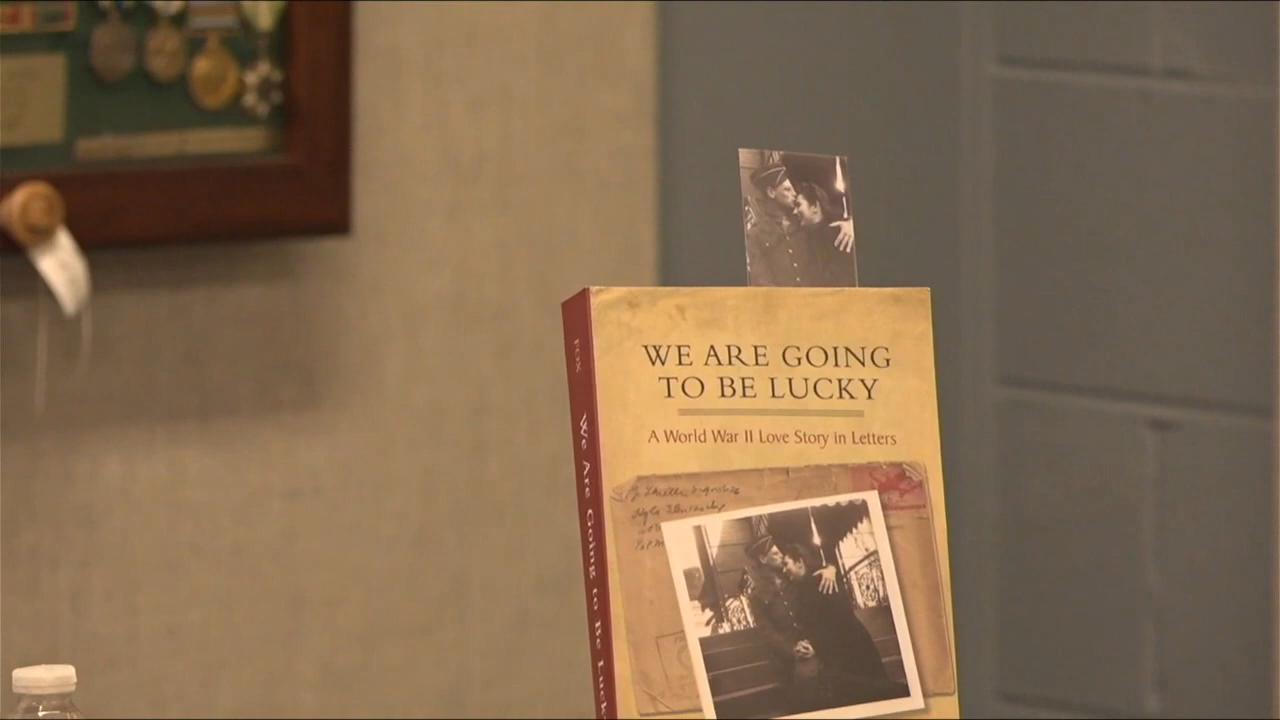 WE ARE GOING
TO BE LUCKY
A World War II Love Story in Letters
FOX
We Are Going to Be Luck